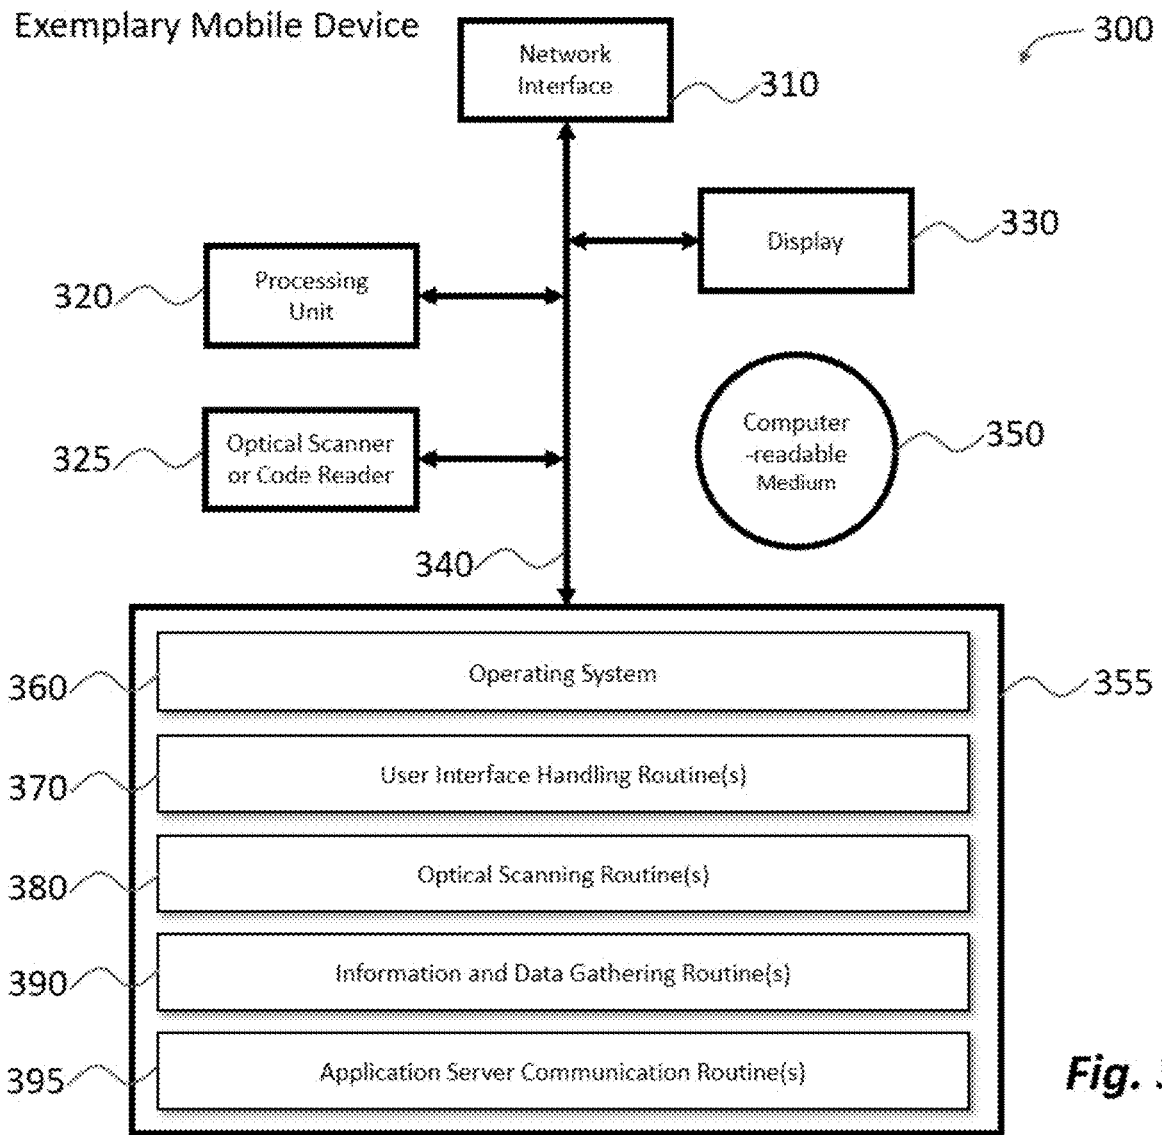 Exemplary Mobile Device
300
Network
Interface
310
Display
330
Processing
Unit
320
Optical Scanner
or Code Reader
325
Computer
-readable
Medium
350
340
355
Operating System
360
User Interface Handling Routine(s)
370
Optical Scanning Routine(s)
380
Information and Data Gathering Routine(s)
390
Application Server Communication Routine(s)
395
Fig.